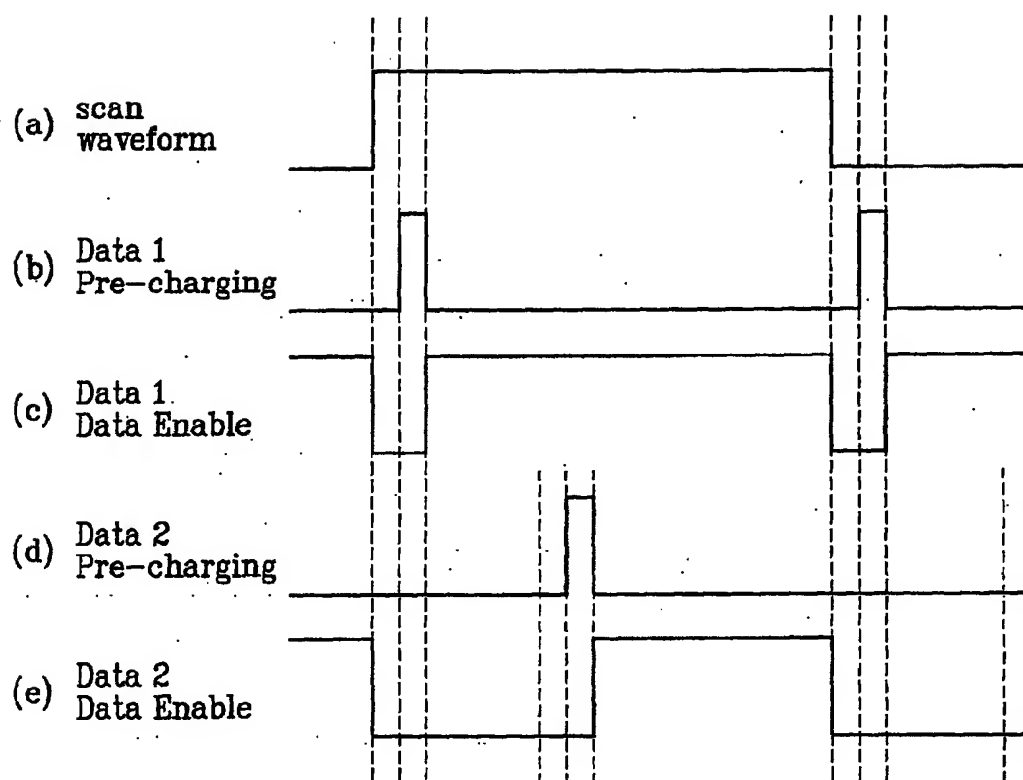 (a) scan
waveform
(b) Data 1
Pre-charging
(c) Data 1
Data Enable
(d) Data 2
Pre-charging
(e) Data 2
Data Enable